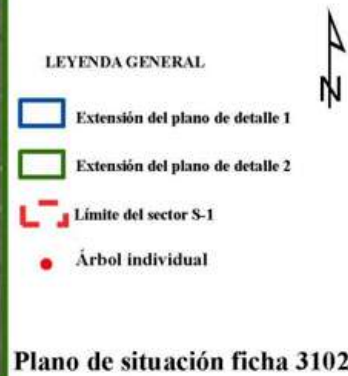 LEYENDA GENERAL
N
Extensión del plano de detalle 1
Extensión del plano de detalle 2
Límite del sector S-1
Árbol individual
Plano de situación ficha 3102